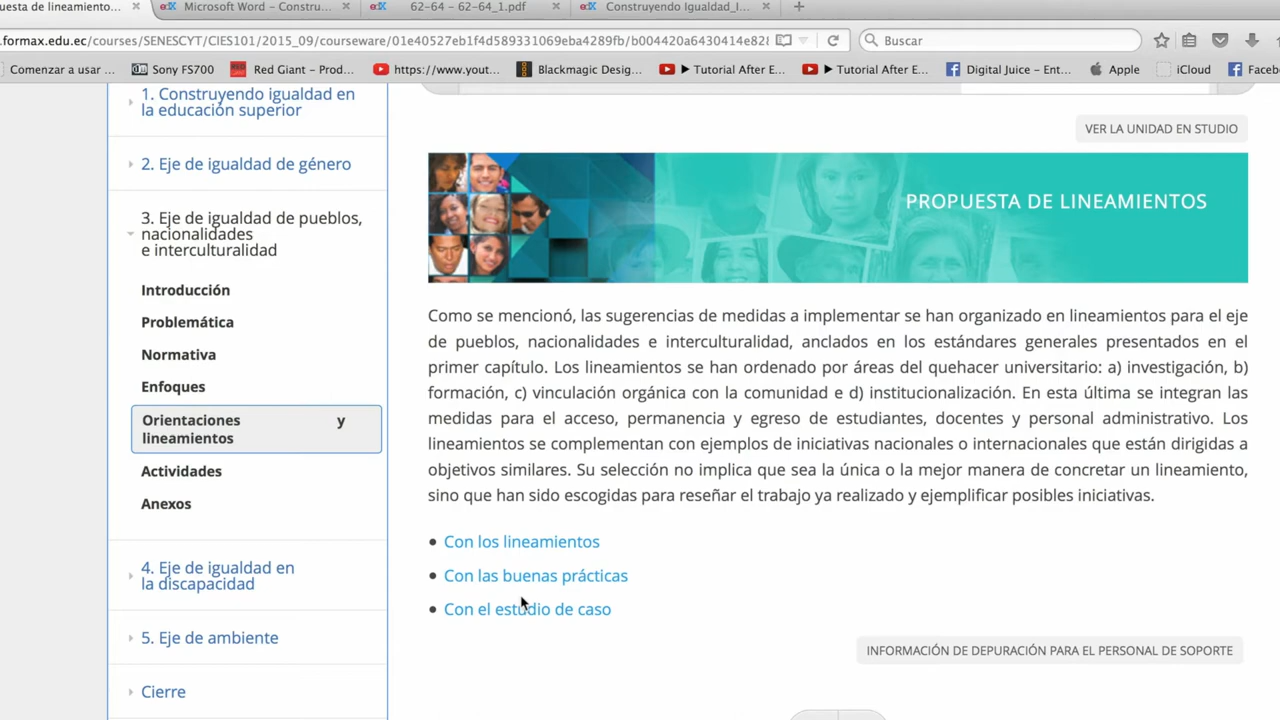 puesta de lineamiento...
Microsoft Word – Constru...
62-64 – 62-64_1.pdf
Construyendo Igualdad_I...
.formax.edu.ec/courses/SENESCYT/CIES101/2015_09/courseware/01e40527eb1f4d589331069eba4289fb/b004420a6430414e828
Buscar
Comenzar a usar ...
Sony FS700
Red Giant – Prod...
https://www.yout...
Blackmagic Desig...
▶ Tutorial After E...
▶ Tutorial After E...
Digital Juice – Ent...
Apple
iCloud
Faceb
1. Construyendo igualdad en
la educación superior
2. Eje de igualdad de género
3. Eje de igualdad de pueblos,
nacionalidades
e interculturalidad
Introducción
Problemática
Normativa
Enfoques
Orientaciones y
lineamientos
Actividades
Anexos
4. Eje de igualdad en
la discapacidad
5. Eje de ambiente
Cierre
VER LA UNIDAD EN STUDIO
PROPUESTA DE LINEAMIENTOS
Como se mencionó, las sugerencias de medidas a implementar se han organizado en lineamientos para el eje
de pueblos, nacionalidades e interculturalidad, anclados en los estándares generales presentados en el
primer capítulo. Los lineamientos se han ordenado por áreas del quehacer universitario: a) investigación, b)
formación, c) vinculación orgánica con la comunidad e d) institucionalización. En esta última se integran las
medidas para el acceso, permanencia y egreso de estudiantes, docentes y personal administrativo. Los
lineamientos se complementan con ejemplos de iniciativas nacionales o internacionales que están dirigidas a
objetivos similares. Su selección no implica que sea la única o la mejor manera de concretar un lineamiento,
sino que han sido escogidas para reseñar el trabajo ya realizado y ejemplificar posibles iniciativas.
• Con los lineamientos
• Con las buenas prácticas
• Con el estudio de caso
INFORMACIÓN DE DEPURACIÓN PARA EL PERSONAL DE SOPORTE